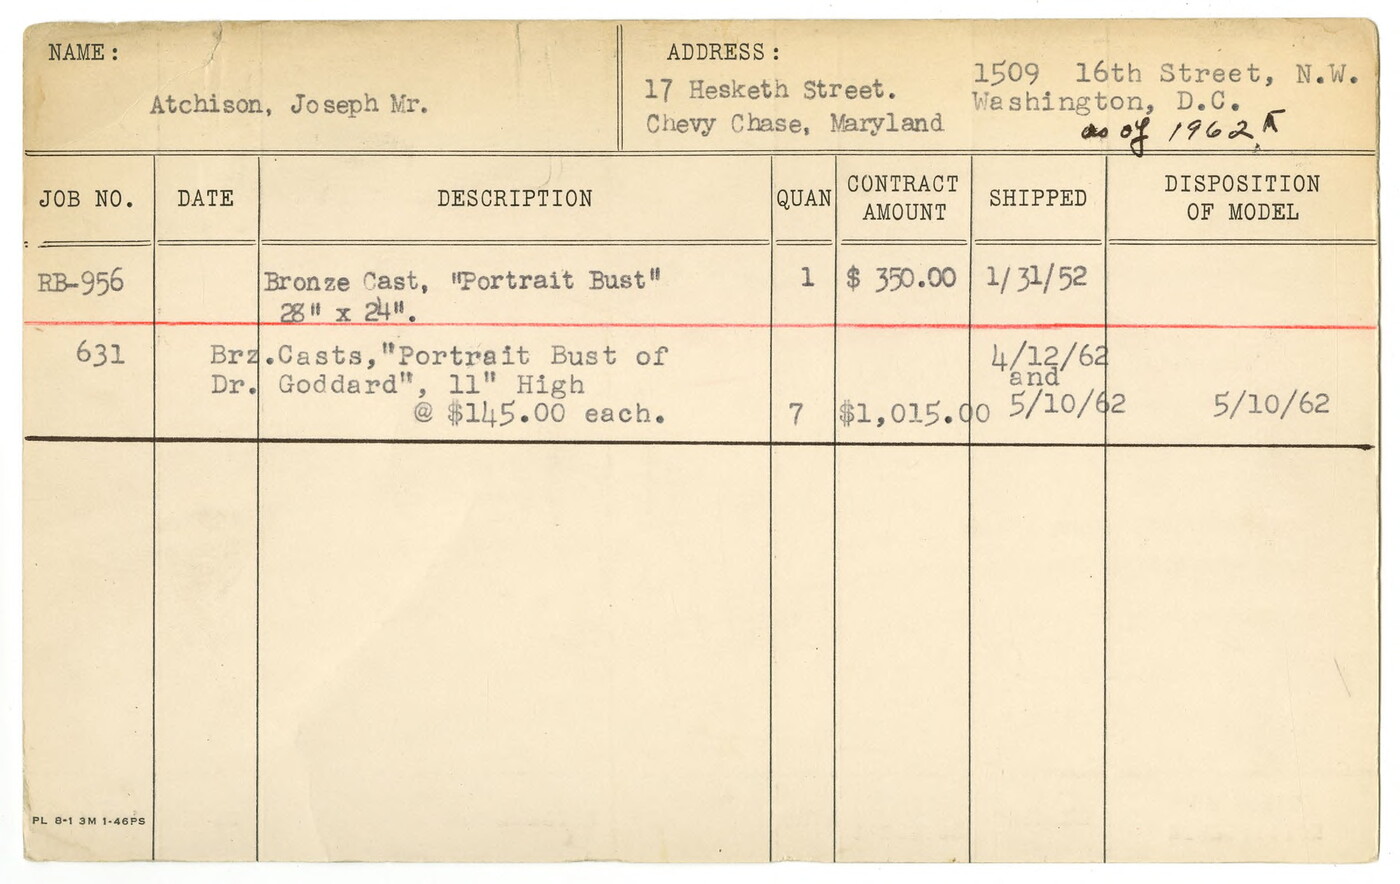 NAME:
Atchison, Joseph Mr.
ADDRESS:
17 Hesketh Street.
Chevy Chase, Maryland
1509 16th Street, N.W.
Washington, D.C.
as of 1962
JOB NO. DATE DESCRIPTION QUAN CONTRACT AMOUNT SHIPPED DISPOSITION OF MODEL
RB-956 Bronze Cast, "Portrait Bust" 1 $ 350.00 1/31/52
28" x 24".
631 Brz.Casts,"Portrait Bust of 4/12/62
Dr. Goddard", 11" High and
@ $145.00 each. 7 $1,015.00 5/10/62 5/10/62
PL 8-1 3M 1-46PS